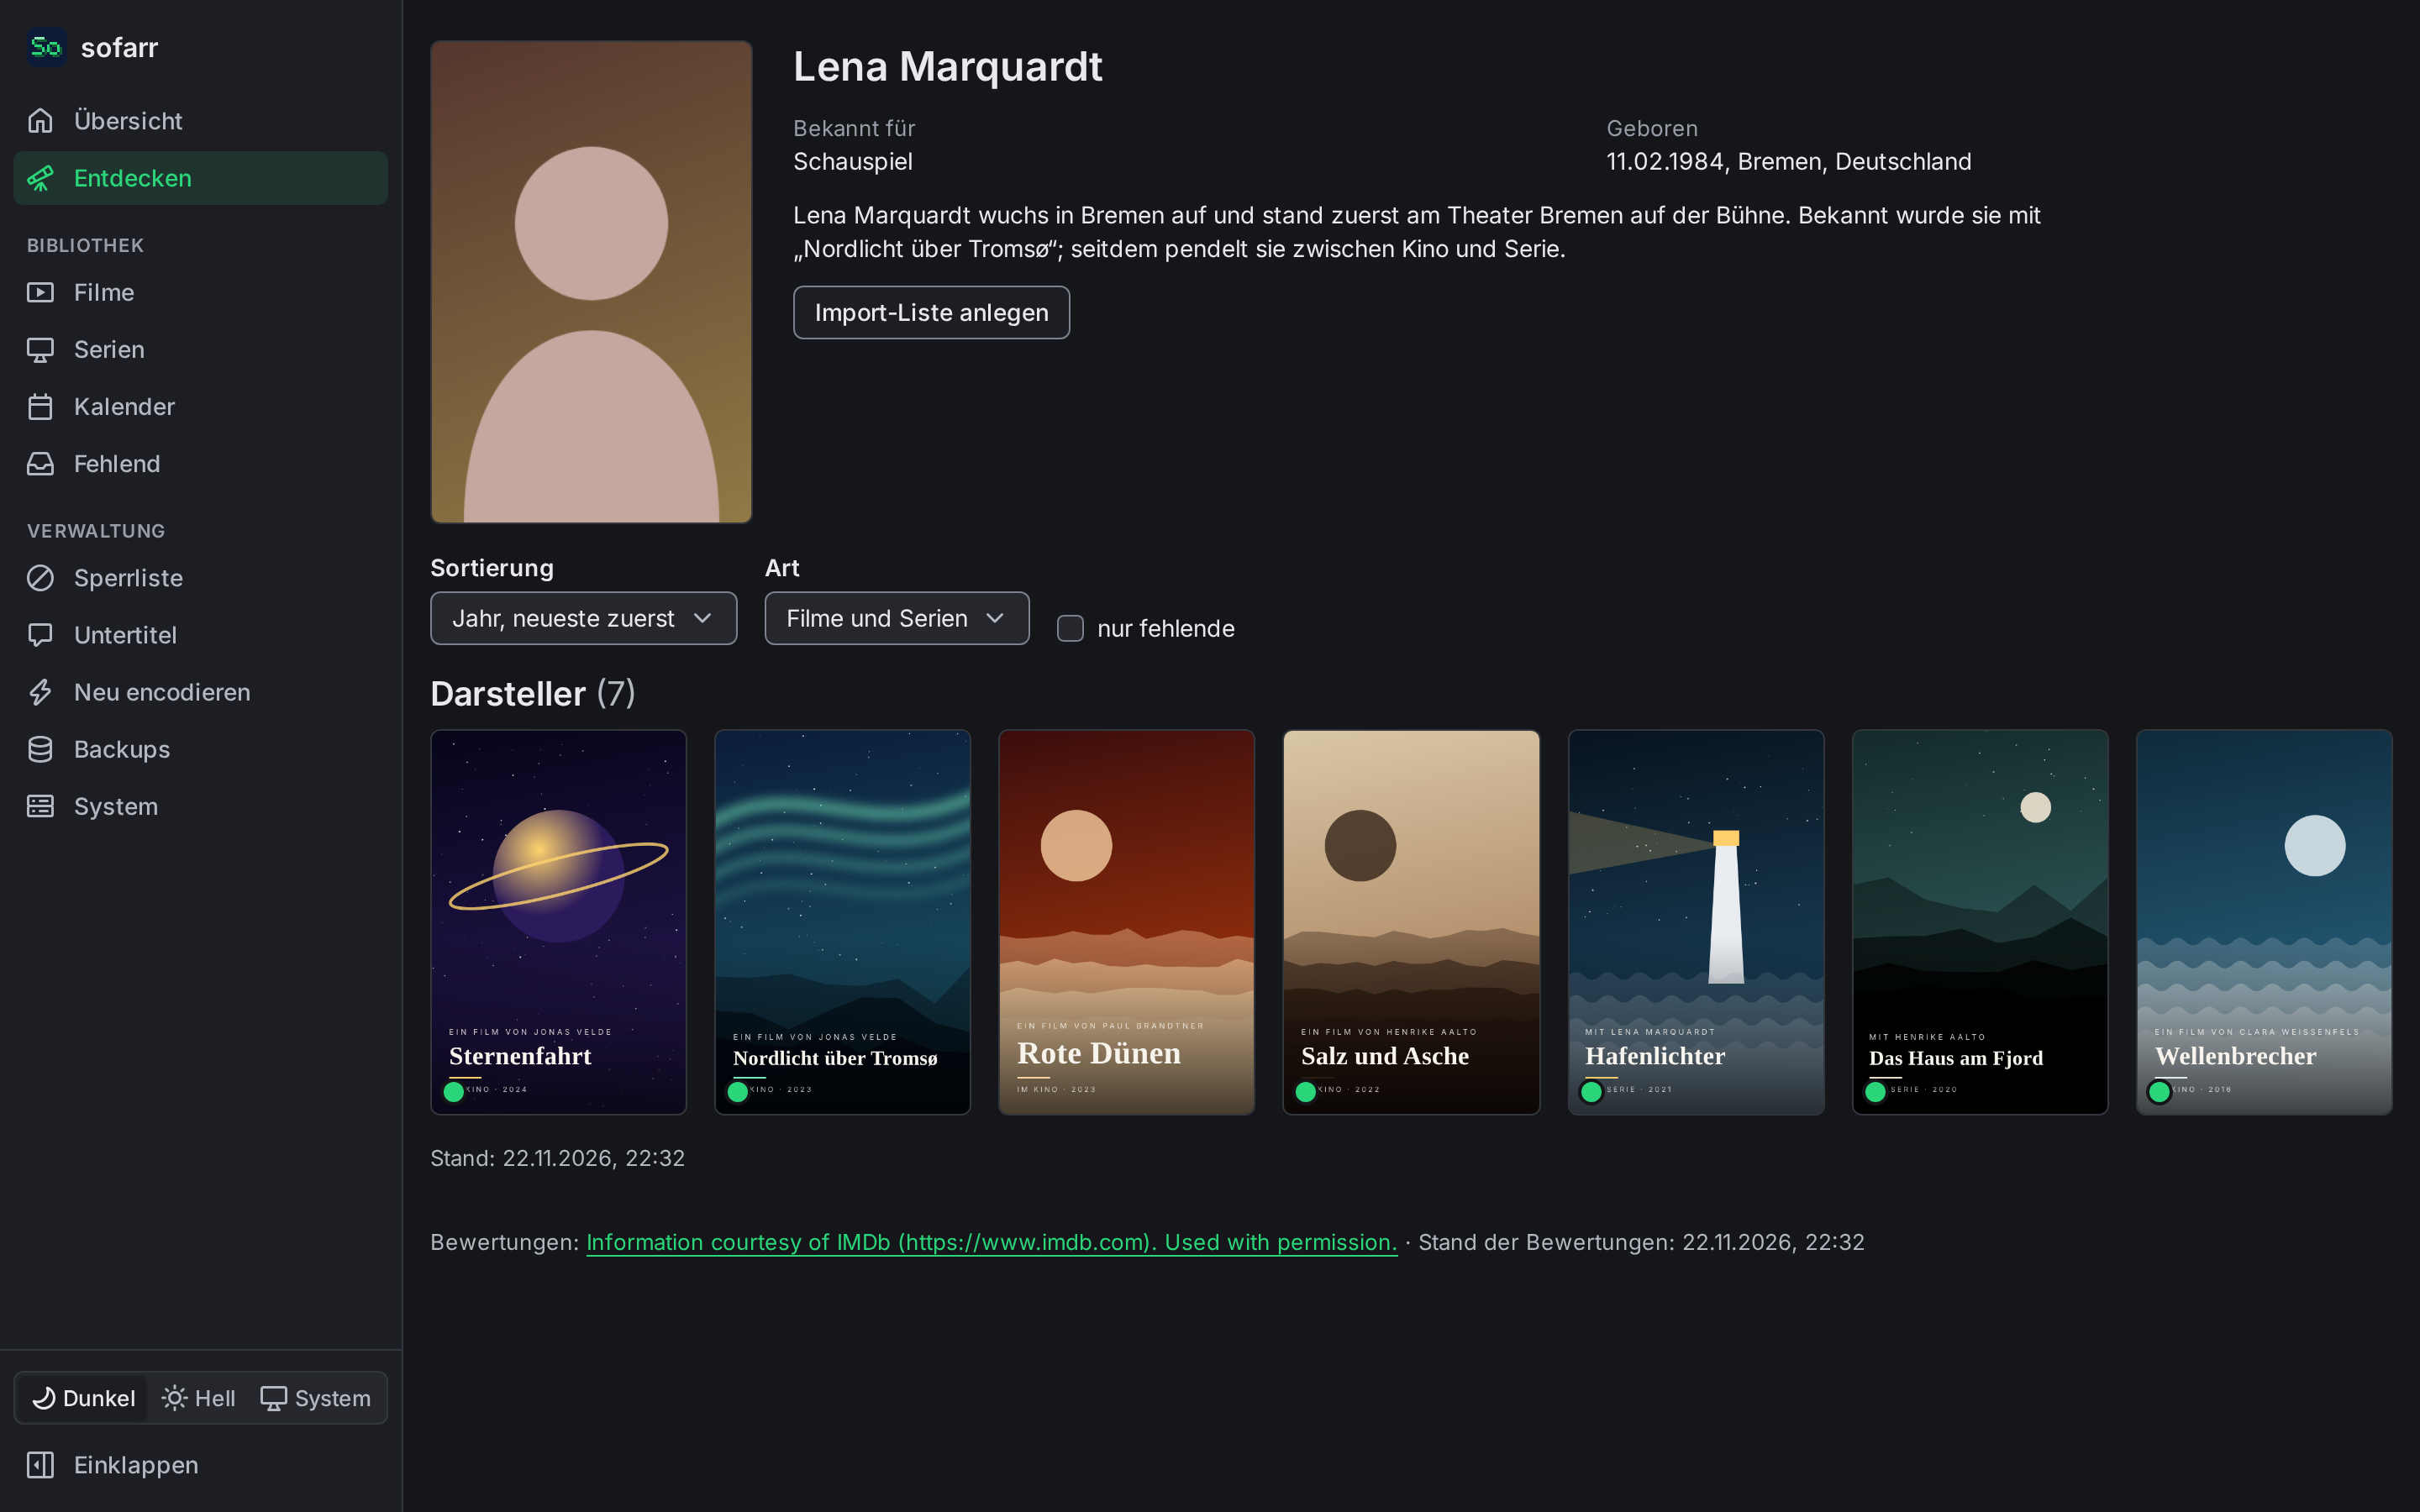 So sofarr
Übersicht
Entdecken
BIBLIOTHEK
Filme
Serien
Kalender
Fehlend
VERWALTUNG
Sperrliste
Untertitel
Neu encodieren
Backups
System
Dunkel Hell System
Einklappen
Lena Marquardt
Bekannt für
Schauspiel
Geboren
11.02.1984, Bremen, Deutschland
Lena Marquardt wuchs in Bremen auf und stand zuerst am Theater Bremen auf der Bühne. Bekannt wurde sie mit
„Nordlicht über Tromsø“; seitdem pendelt sie zwischen Kino und Serie.
Import-Liste anlegen
Sortierung
Jahr, neueste zuerst
Art
Filme und Serien
nur fehlende
Darsteller (7)
EIN FILM VON JONAS VELDE
Sternenfahrt
KINO · 2024
EIN FILM VON JONAS VELDE
Nordlicht über Tromsø
KINO · 2023
EIN FILM VON PAUL BRANDTNER
Rote Dünen
IM KINO · 2023
EIN FILM VON HENRIKE AALTO
Salz und Asche
KINO · 2022
MIT LENA MARQUARDT
Hafenlichter
SERIE · 2021
MIT HENRIKE AALTO
Das Haus am Fjord
SERIE · 2020
EIN FILM VON CLARA WEISSENFELS
Wellenbrecher
KINO · 2016
Stand: 22.11.2026, 22:32
Bewertungen: Information courtesy of IMDb (https://www.imdb.com). Used with permission. · Stand der Bewertungen: 22.11.2026, 22:32